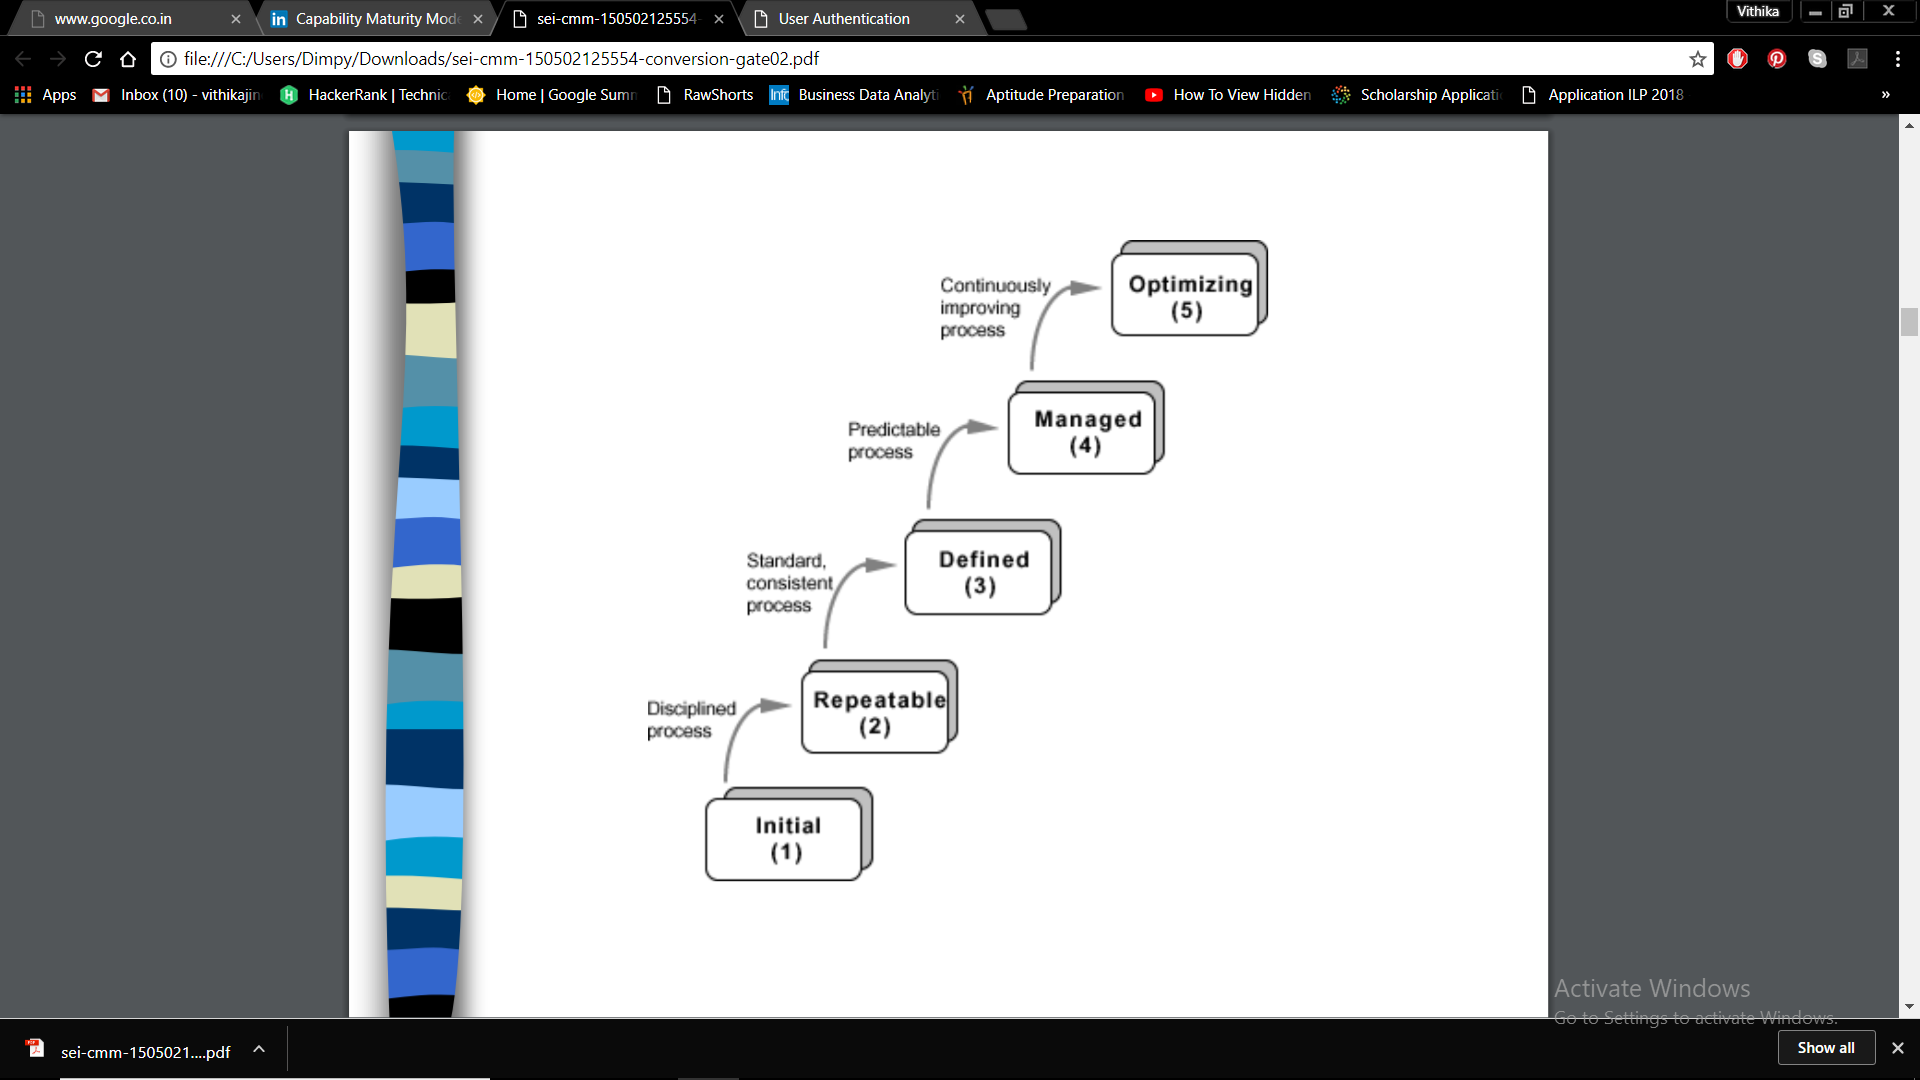 www.google.co.in
Capability Maturity Mode
sei-cmm-150502125554-
User Authentication
Vithika
file:///C:/Users/Dimpy/Downloads/sei-cmm-150502125554-conversion-gate02.pdf
Apps
Inbox (10) - vithikajin
HackerRank | Technic
Home | Google Summ
RawShorts
Business Data Analyti
Aptitude Preparation
How To View Hidden
Scholarship Applicati
Application ILP 2018
»
Continuously
improving
process
Optimizing
(5)
Predictable
process
Managed
(4)
Standard,
consistent
process
Defined
(3)
Disciplined
process
Repeatable
(2)
Initial
(1)
Activate Windows
Go to Settings to activate Windows.
sei-cmm-1505021....pdf
Show all